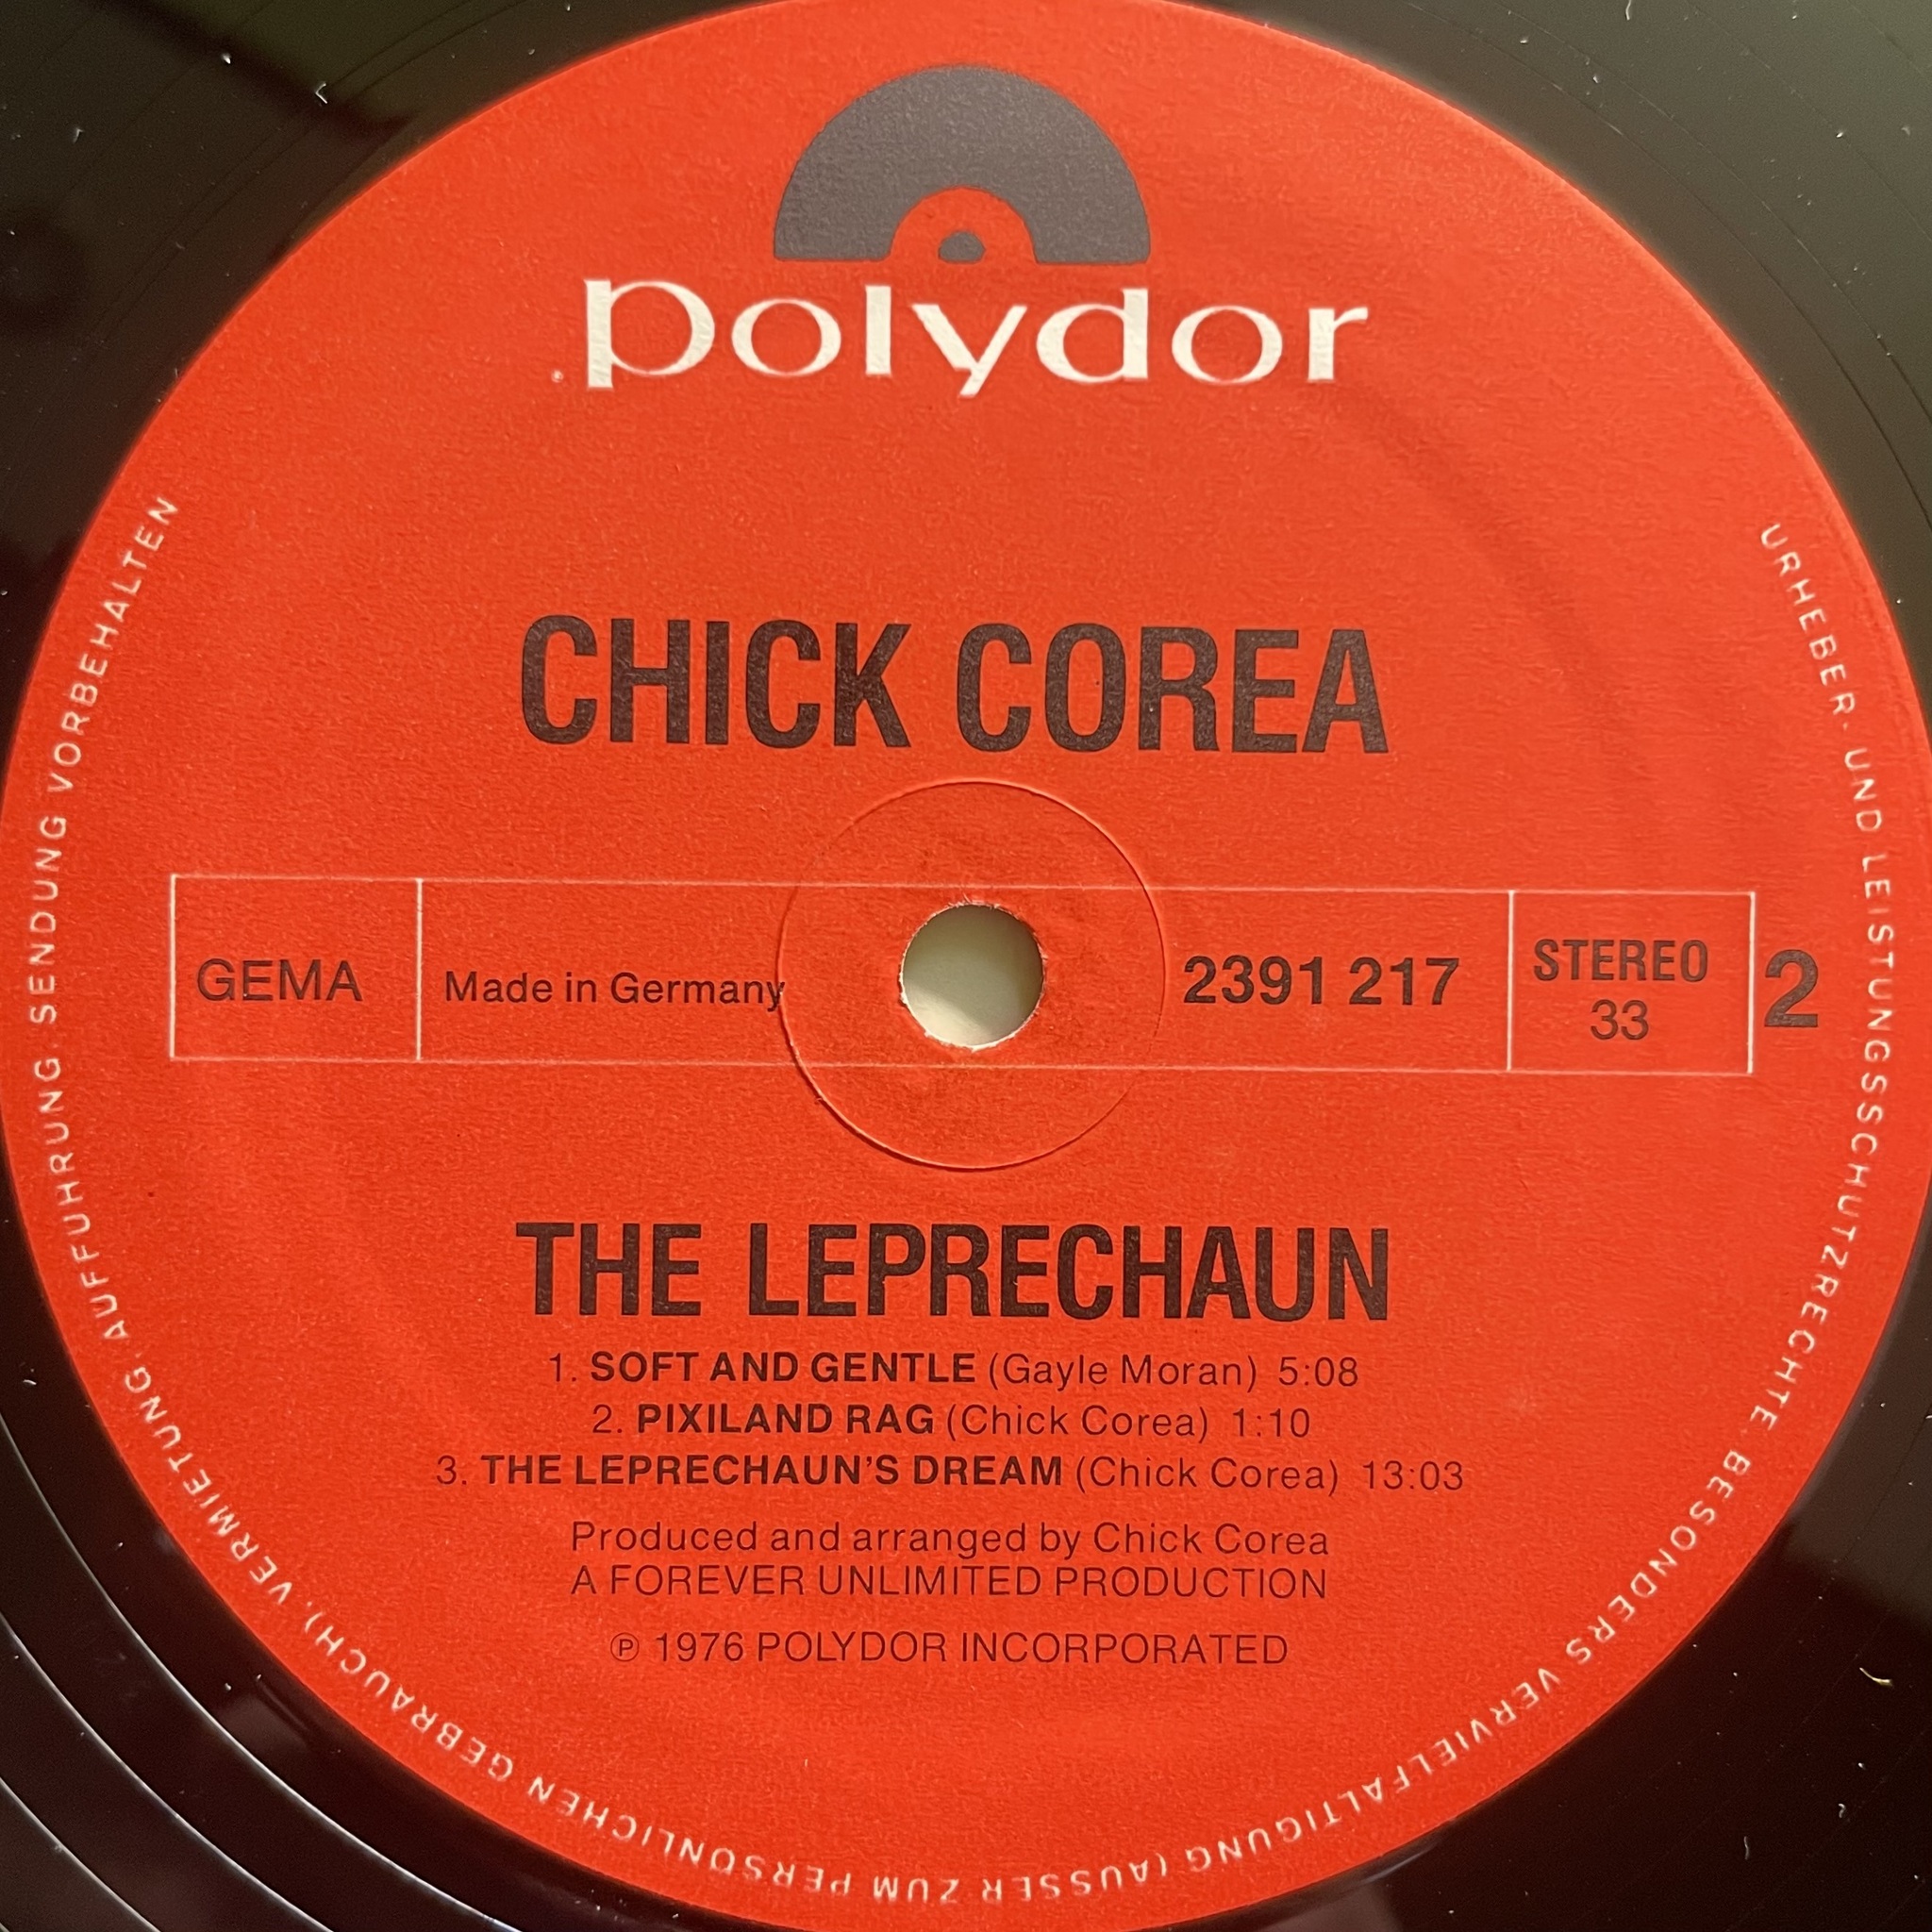 polydor
CHICK COREA
GEMA
Made in Germany
2391 217
STEREO
33
2
THE LEPRECHAUN
1. SOFT AND GENTLE (Gayle Moran) 5:08
2. PIXILAND RAG (Chick Corea) 1:10
3. THE LEPRECHAUN'S DREAM (Chick Corea) 13:03
Produced and arranged by Chick Corea
A FOREVER UNLIMITED PRODUCTION
℗ 1976 POLYDOR INCORPORATED
URHEBER- UND LEISTUNGSSCHUTZRECHTE, BESONDERS VERVIELFÄLTIGUNG (AUSSER ZUM PERSÖNLICHEN GEBRAUCH), VERMIETUNG, AUFFÜHRUNG, SENDUNG VORBEHALTEN